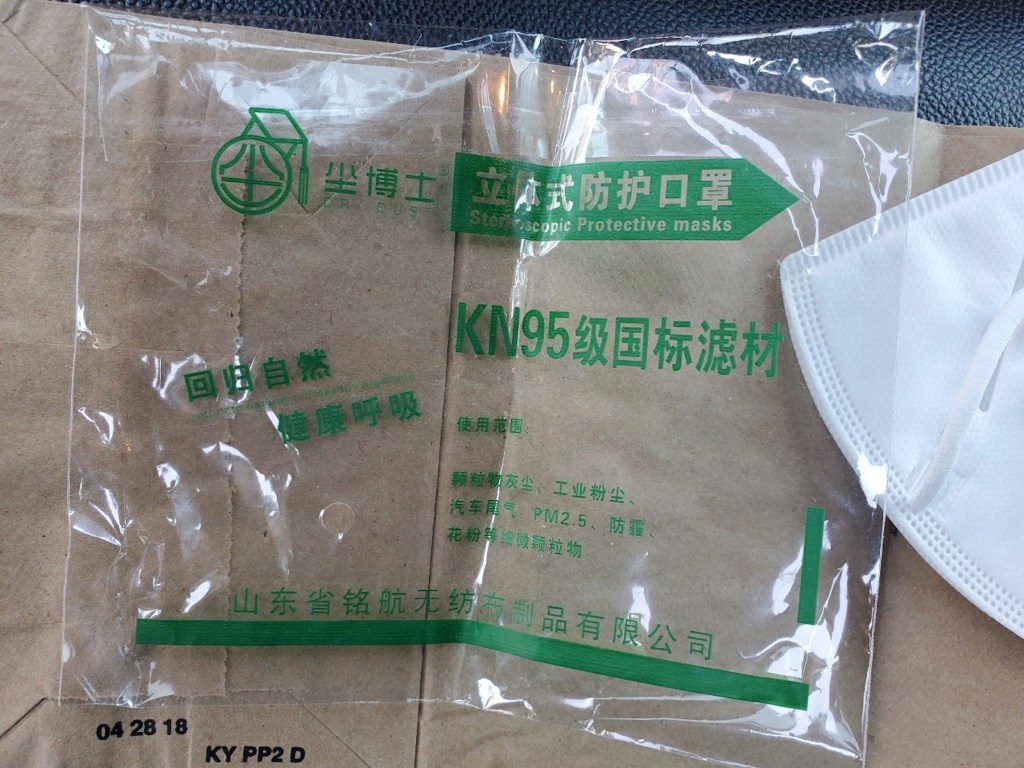 尘博士®
DR.DUST
立体式防护口罩
Stereoscopic Protective masks
KN95级国标滤材
回归自然
健康呼吸
使用范围:
颗粒物灰尘、工业粉尘、
汽车尾气、PM2.5、防霾、
花粉等细微颗粒物
山东省铭航无纺布制品有限公司
04 28 18
KY PP2 D